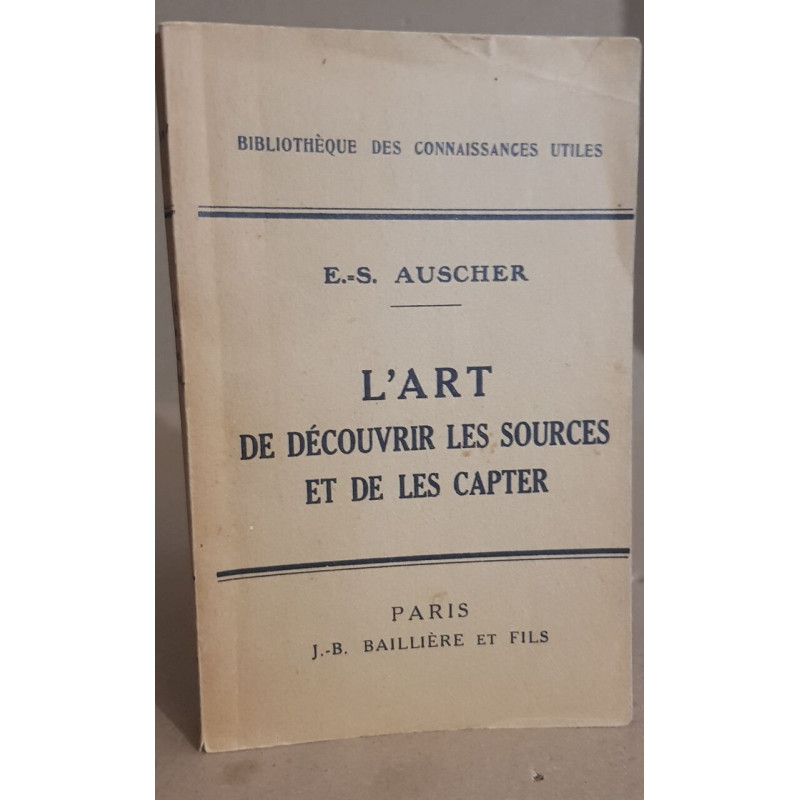 BIBLIOTHÈQUE DES CONNAISSANCES UTILES
E.=S. AUSCHER
L'ART
DE DÉCOUVRIR LES SOURCES
ET DE LES CAPTER
PARIS
J.-B. BAILLIÈRE ET FILS